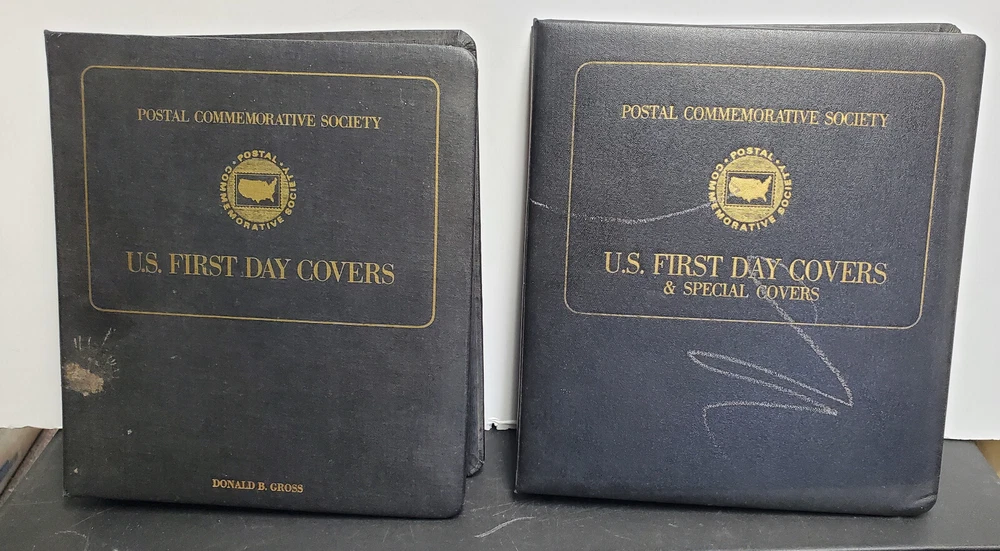 POSTAL COMMEMORATIVE SOCIETY
• POSTAL •
COMMEMORATIVE SOCIETY
U.S. FIRST DAY COVERS
DONALD B. GROSS
POSTAL COMMEMORATIVE SOCIETY
• POSTAL •
COMMEMORATIVE SOCIETY
U.S. FIRST DAY COVERS
& SPECIAL COVERS